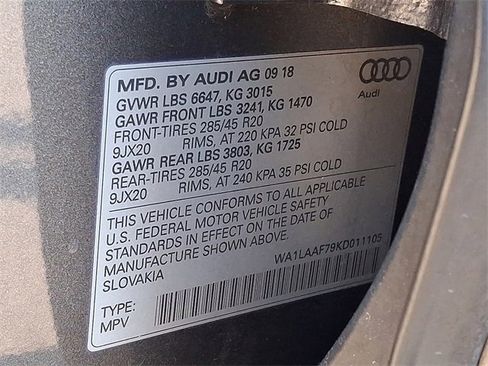 MFD. BY AUDI AG 09 18
GVWR LBS 6647, KG 3015
GAWR FRONT LBS 3241, KG 1470
FRONT-TIRES 285/45 R20
9JX20 RIMS, AT 220 KPA 32 PSI COLD
GAWR REAR LBS 3803, KG 1725
REAR-TIRES 285/45 R20
9JX20 RIMS, AT 240 KPA 35 PSI COLD
THIS VEHICLE CONFORMS TO ALL APPLICABLE
U.S. FEDERAL MOTOR VEHICLE SAFETY
STANDARDS IN EFFECT ON THE DATE OF
MANUFACTURE SHOWN ABOVE.
SLOVAKIA
WA1LAAF79KD011105
TYPE:
MPV
Audi